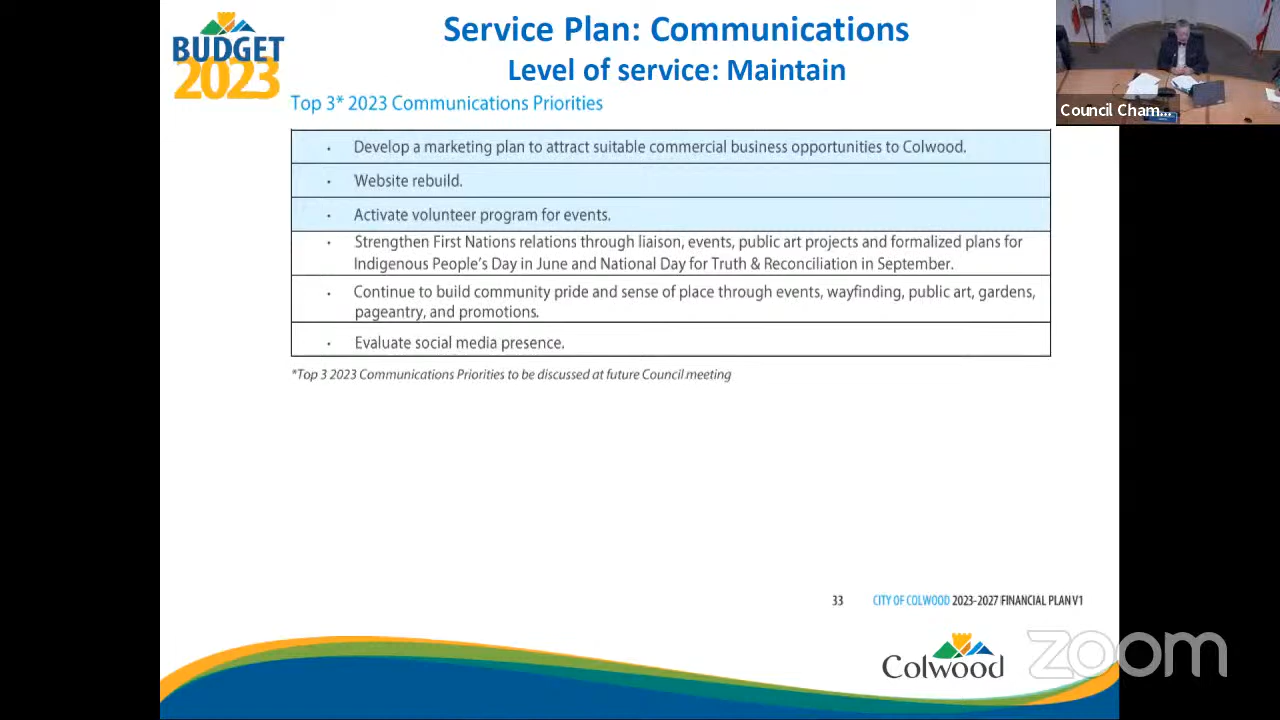 BUDGET
2023
Service Plan: Communications
Level of service: Maintain
Top 3* 2023 Communications Priorities
Council Cham...
• Develop a marketing plan to attract suitable commercial business opportunities to Colwood.
• Website rebuild.
• Activate volunteer program for events.
• Strengthen First Nations relations through liaison, events, public art projects and formalized plans for
Indigenous People's Day in June and National Day for Truth & Reconciliation in September.
• Continue to build community pride and sense of place through events, wayfinding, public art, gardens,
pageantry, and promotions.
• Evaluate social media presence.
*Top 3 2023 Communications Priorities to be discussed at future Council meeting
33 CITY OF COLWOOD 2023-2027 FINANCIAL PLAN V1
Colwood
zoom